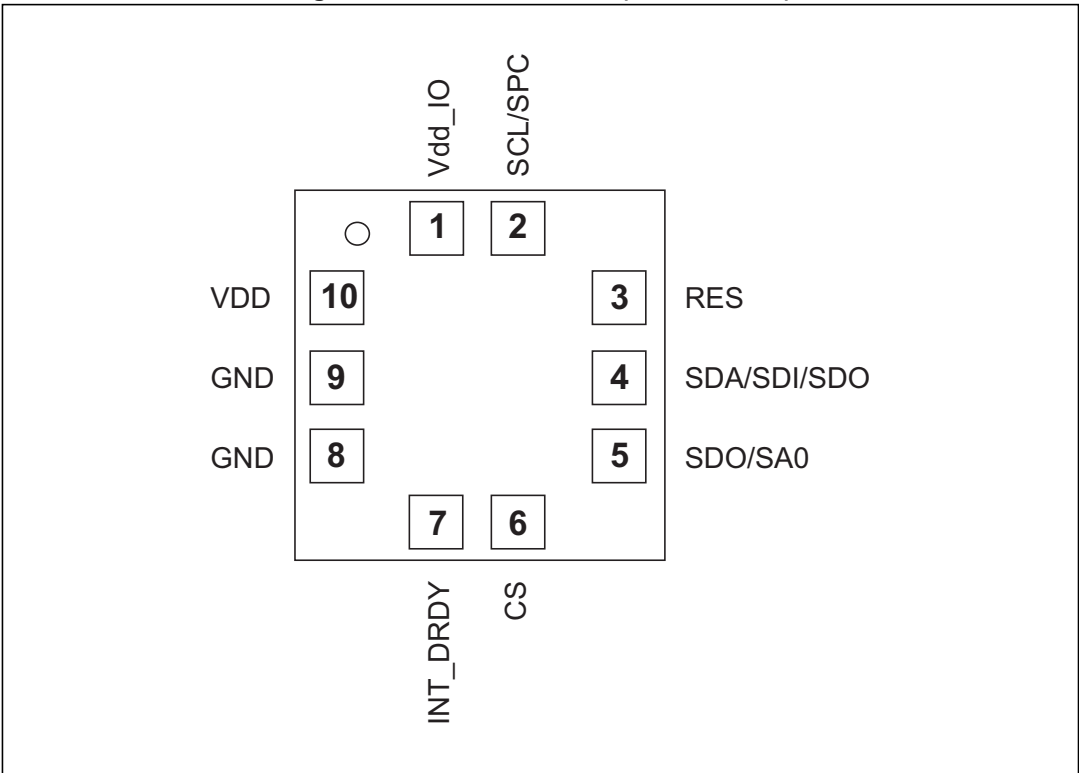 Vdd_IO
SCL/SPC
1
2
VDD
10
3
RES
GND
9
4
SDA/SDI/SDO
GND
8
5
SDO/SA0
7
6
INT_DRDY
CS